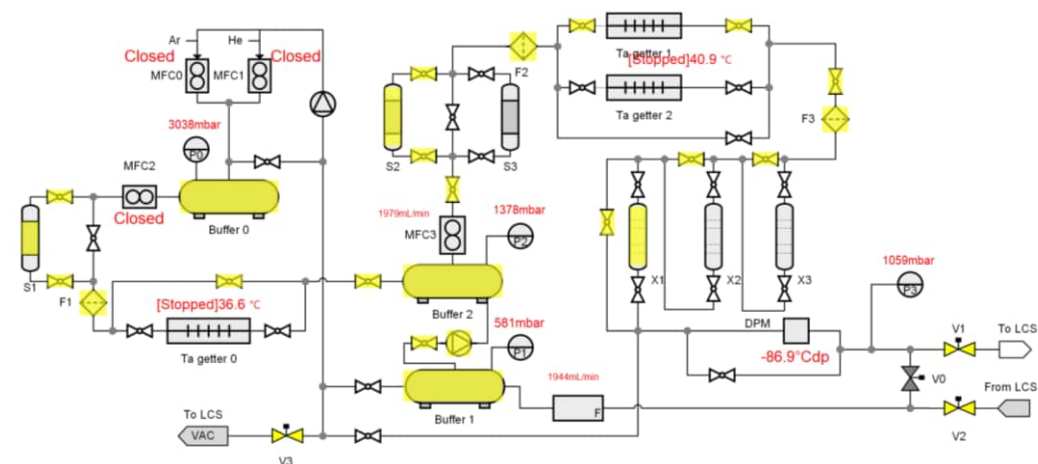 Ar
He
Closed
Closed
MFC0
MFC1
3038mbar
P0
MFC2
Closed
Buffer 0
S1
F1
[Stopped]36.6 ℃
Ta getter 0
S2
S3
F2
1979mL/min
MFC3
1378mbar
P2
Buffer 2
581mbar
P1
Buffer 1
1944mL/min
F
Ta getter 1
[Stopped]40.9 ℃
Ta getter 2
F3
X1
X2
X3
DPM
-86.9°Cdp
1059mbar
P3
V1
To LCS
V0
From LCS
V2
To LCS
VAC
V3